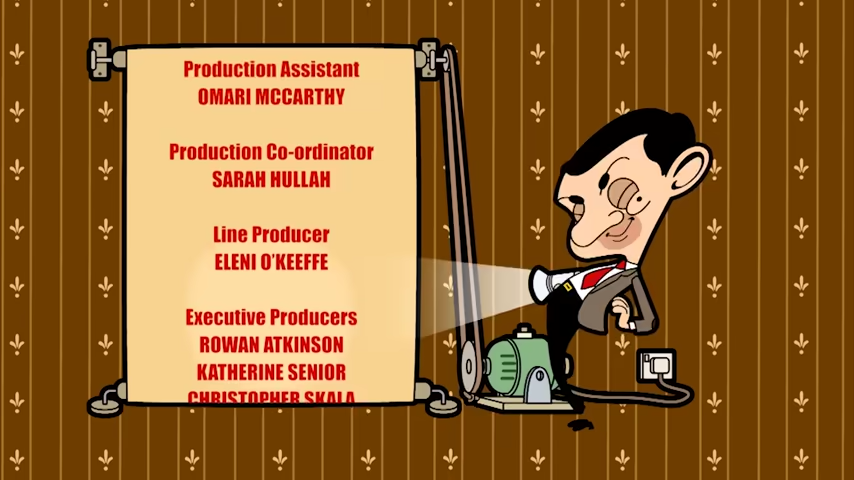 Production Assistant
OMARI MCCARTHY
Production Co-ordinator
SARAH HULLAH
Line Producer
ELENI O'KEEFFE
Executive Producers
ROWAN ATKINSON
KATHERINE SENIOR
CHRISTOPHER SKALA